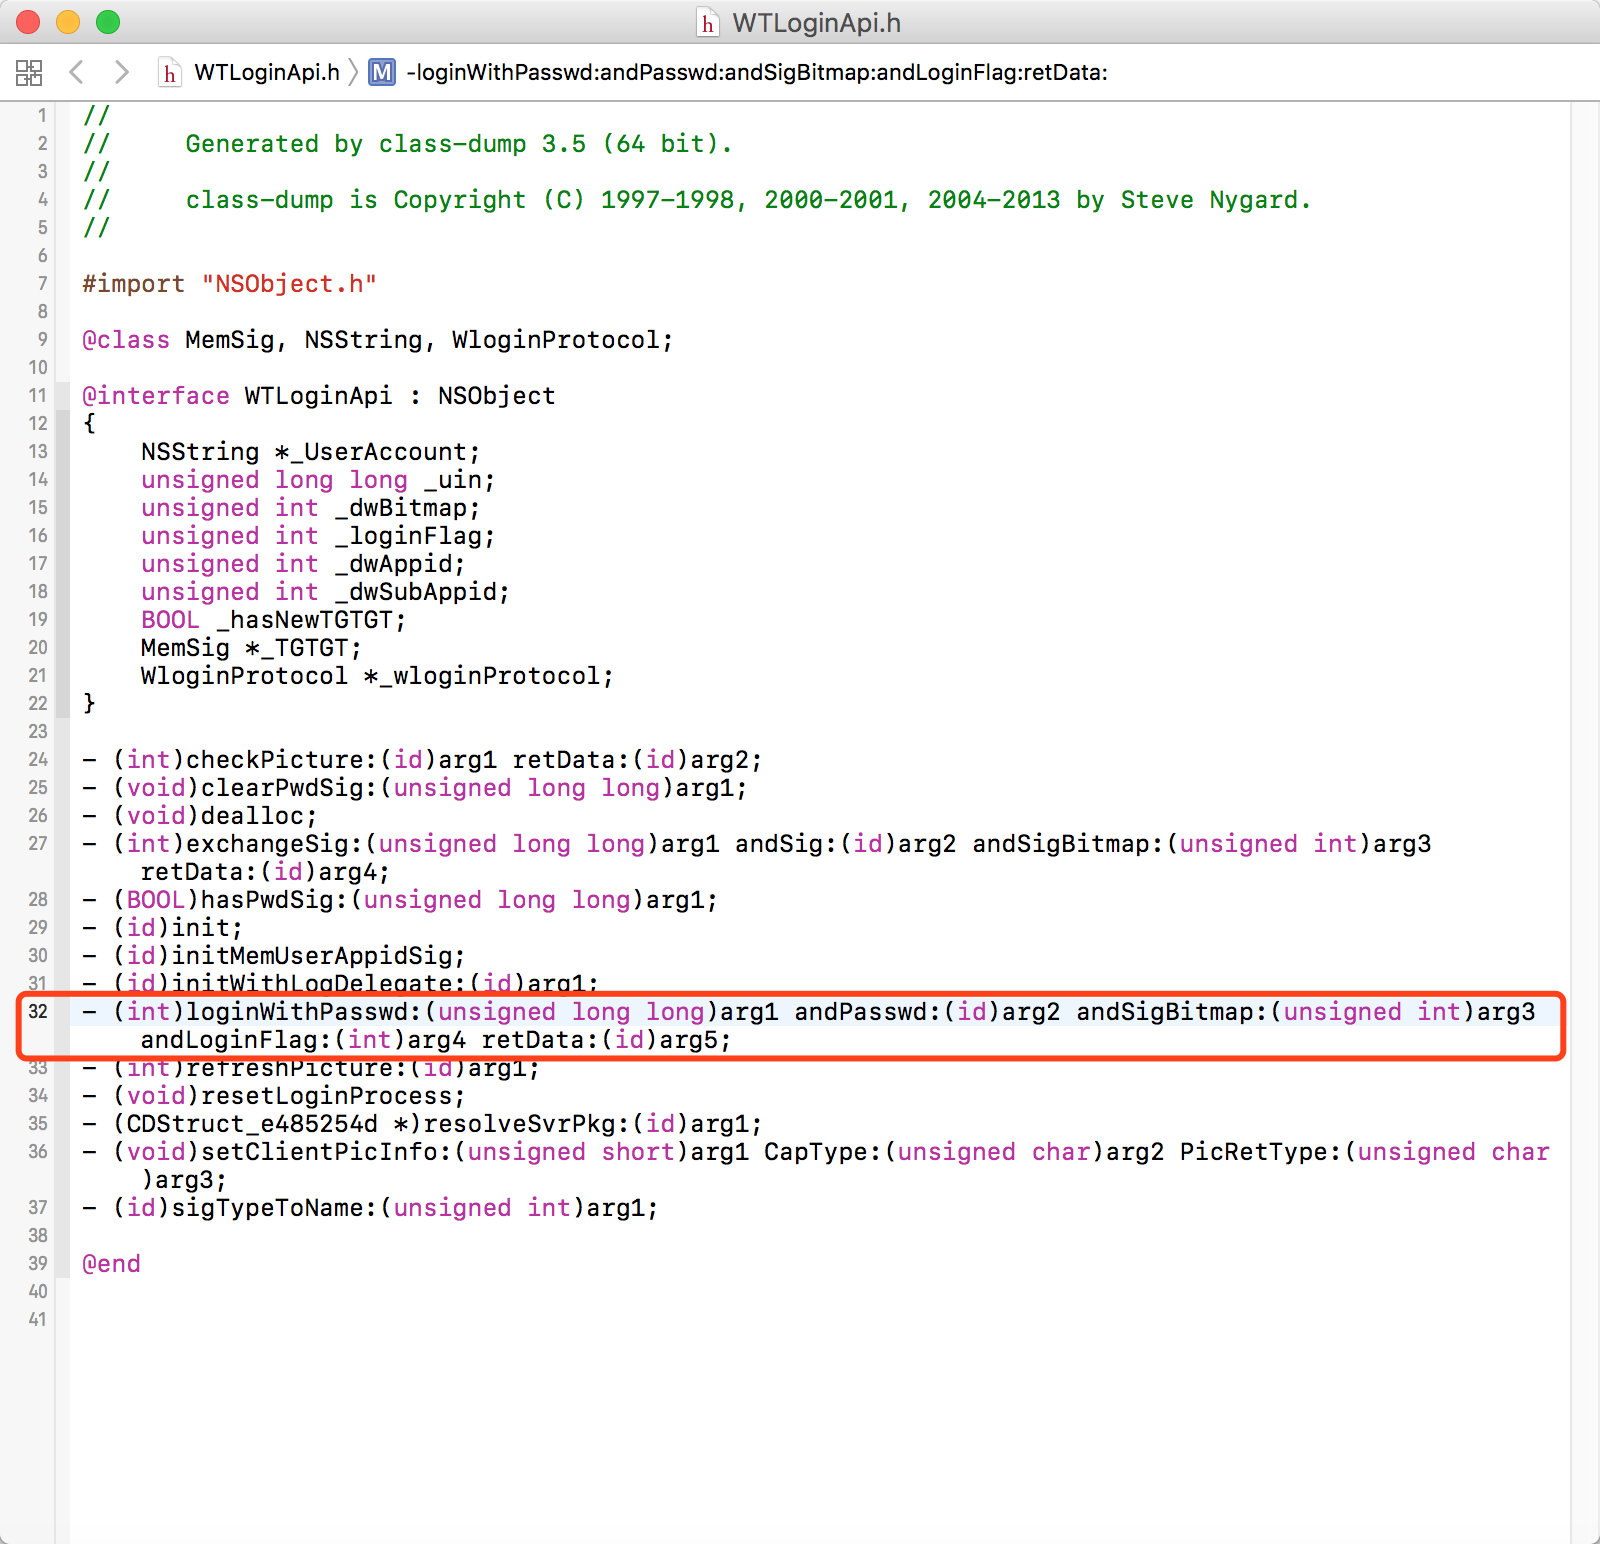 WTLoginApi.h
WTLoginApi.h M -loginWithPasswd:andPasswd:andSigBitmap:andLoginFlag:retData:
1 //
2 //     Generated by class-dump 3.5 (64 bit).
3 //
4 //     class-dump is Copyright (C) 1997-1998, 2000-2001, 2004-2013 by Steve Nygard.
5 //
6
7 #import "NSObject.h"
8
9 @class MemSig, NSString, WloginProtocol;
10
11 @interface WTLoginApi : NSObject
12 {
13     NSString *_UserAccount;
14     unsigned long long _uin;
15     unsigned int _dwBitmap;
16     unsigned int _loginFlag;
17     unsigned int _dwAppid;
18     unsigned int _dwSubAppid;
19     BOOL _hasNewTGTGT;
20     MemSig *_TGTGT;
21     WloginProtocol *_wloginProtocol;
22 }
23
24 - (int)checkPicture:(id)arg1 retData:(id)arg2;
25 - (void)clearPwdSig:(unsigned long long)arg1;
26 - (void)dealloc;
27 - (int)exchangeSig:(unsigned long long)arg1 andSig:(id)arg2 andSigBitmap:(unsigned int)arg3
retData:(id)arg4;
28 - (BOOL)hasPwdSig:(unsigned long long)arg1;
29 - (id)init;
30 - (id)initMemUserAppidSig;
31 - (id)initWithLogDelegate:(id)arg1;
32 - (int)loginWithPasswd:(unsigned long long)arg1 andPasswd:(id)arg2 andSigBitmap:(unsigned int)arg3
andLoginFlag:(int)arg4 retData:(id)arg5;
33 - (int)refreshPicture:(id)arg1;
34 - (void)resetLoginProcess;
35 - (CDStruct_e485254d *)resolveSvrPkg:(id)arg1;
36 - (void)setClientPicInfo:(unsigned short)arg1 CapType:(unsigned char)arg2 PicRetType:(unsigned char
)arg3;
37 - (id)sigTypeToName:(unsigned int)arg1;
38
39 @end
40
41